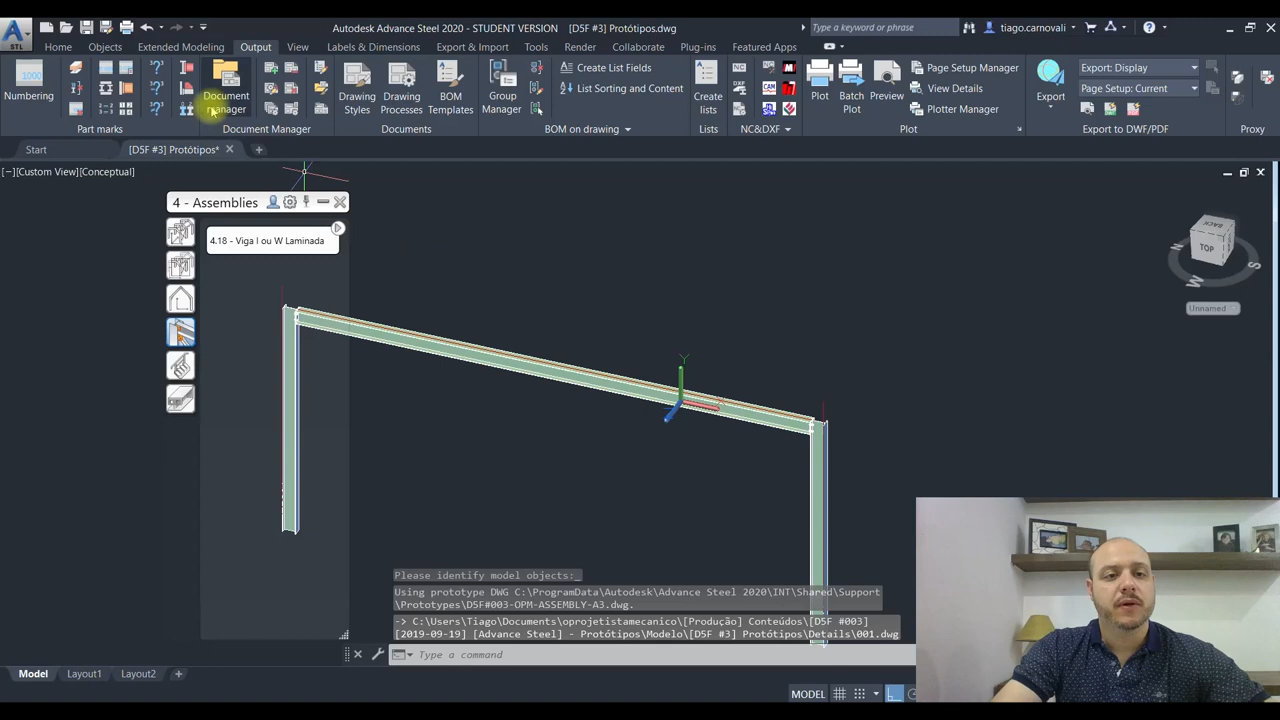 Autodesk Advance Steel 2020 - STUDENT VERSION [D5F #3] Protótipos.dwg
Type a keyword or phrase
tiago.carnovali
STL
Home Objects Extended Modeling Output View Labels & Dimensions Export & Import Tools Render Collaborate Plug-ins Featured Apps
Numbering
Part marks
Document manager
Document Manager
Drawing Styles
Drawing Processes
BOM Templates
Documents
Group Manager
Create List Fields
List Sorting and Content
BOM on drawing
Lists
NC
DXF
NC&DXF
Plot
Batch Plot
Preview
Page Setup Manager
View Details
Plotter Manager
Plot
Export
Export: Display
Page Setup: Current
Export to DWF/PDF
Proxy
Start
[D5F #3] Protótipos*
[−][Custom View][Conceptual]
4 - Assemblies
4.18 - Viga I ou W Laminada
BACK
TOP
W
S
W
Unnamed
Y
Please identify model objects:_
Using prototype DWG C:\ProgramData\Autodesk\Advance Steel 2020\INT\Shared\Support
\Prototypes\D5F#003-OPM-ASSEMBLY-A3.dwg.
-> C:\Users\Tiago\Documents\oprojetistamecanico\[Produção] Conteúdos\[D5F #003]
[2019-09-19] [Advance Steel] - Protótipos\Modelo\[D5F #3] Protótipos\Details\001.dwg
Type a command
Model Layout1 Layout2
MODEL